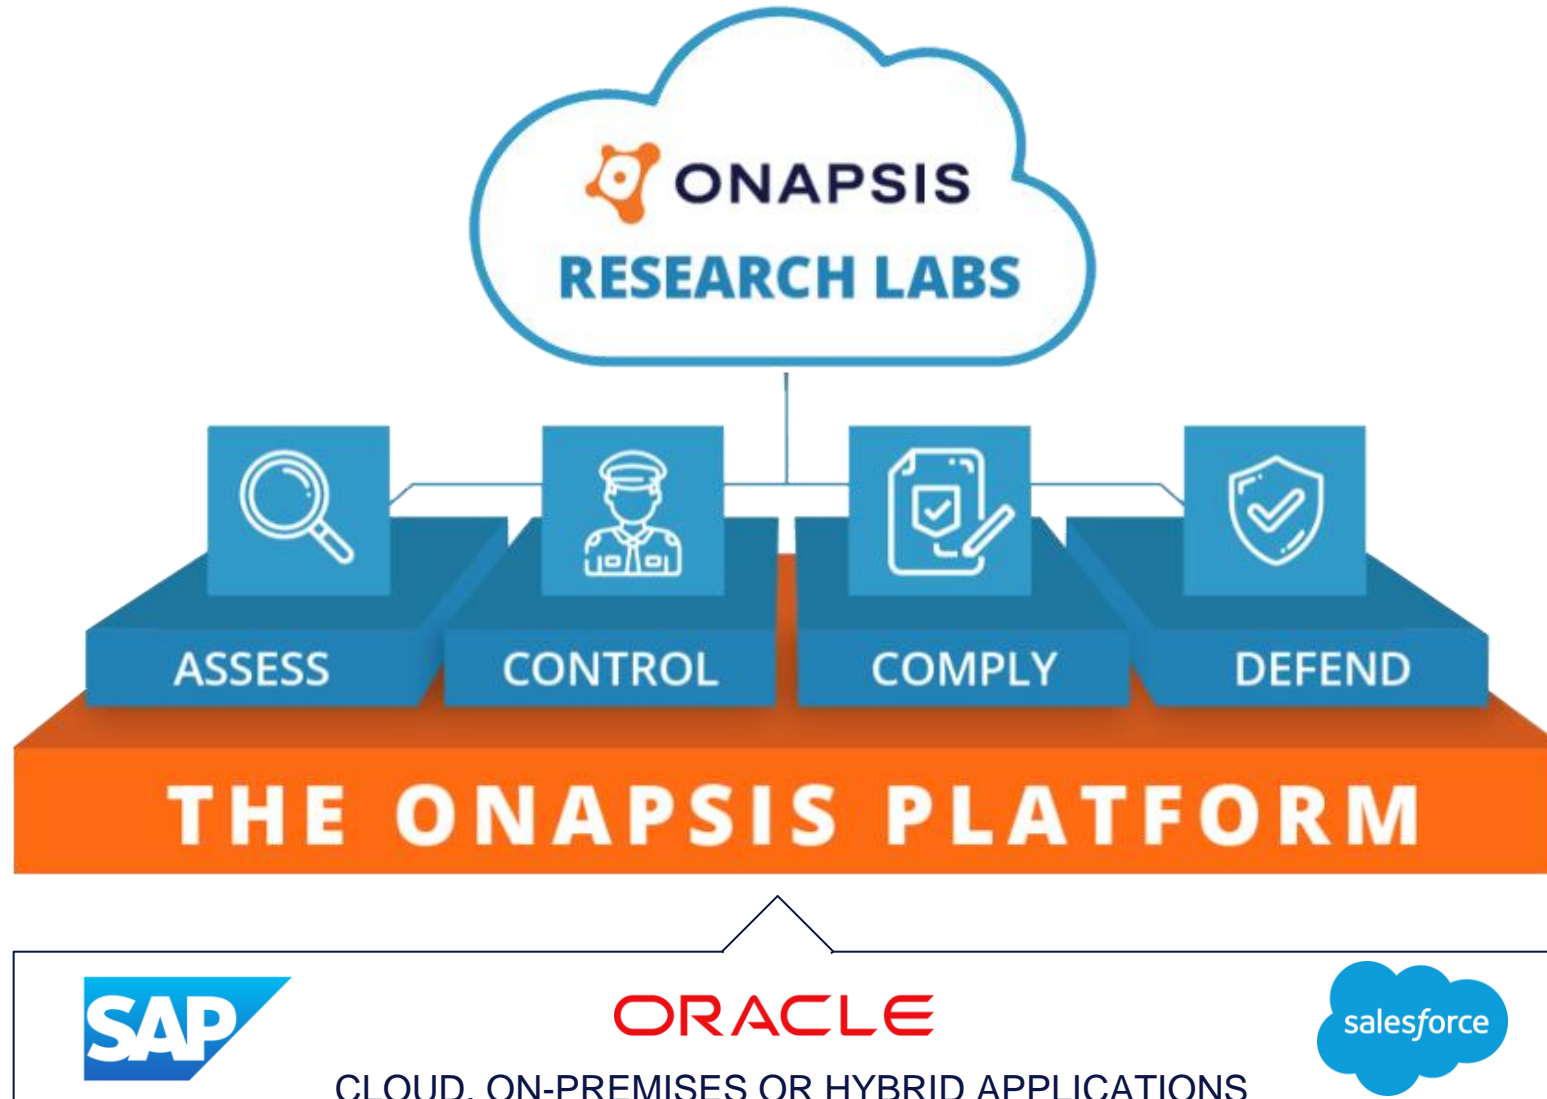 ONAPSIS
RESEARCH LABS
ASSESS CONTROL COMPLY DEFEND
THE ONAPSIS PLATFORM
SAP ORACLE salesforce
CLOUD, ON-PREMISES OR HYBRID APPLICATIONS